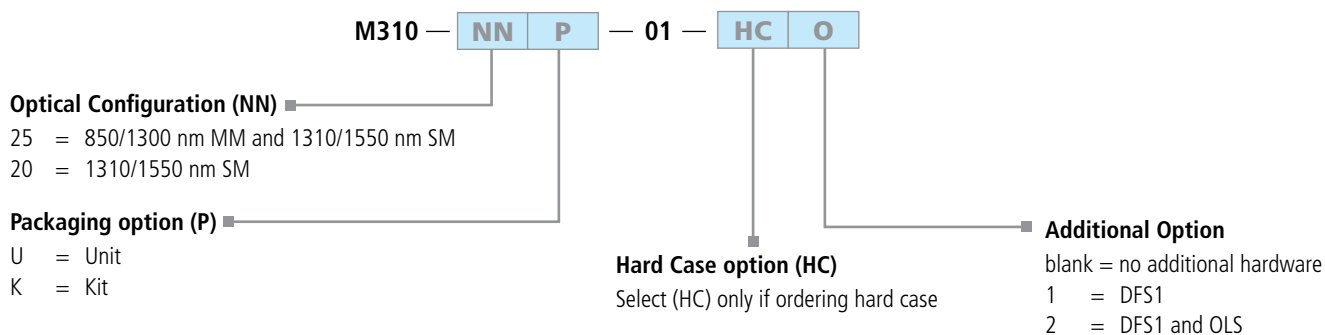 M310 — NN P — 01 — HC O
Optical Configuration (NN)
25 = 850/1300 nm MM and 1310/1550 nm SM
20 = 1310/1550 nm SM
Packaging option (P)
U = Unit
K = Kit
Hard Case option (HC)
Select (HC) only if ordering hard case
Additional Option
blank = no additional hardware
1 = DFS1
2 = DFS1 and OLS